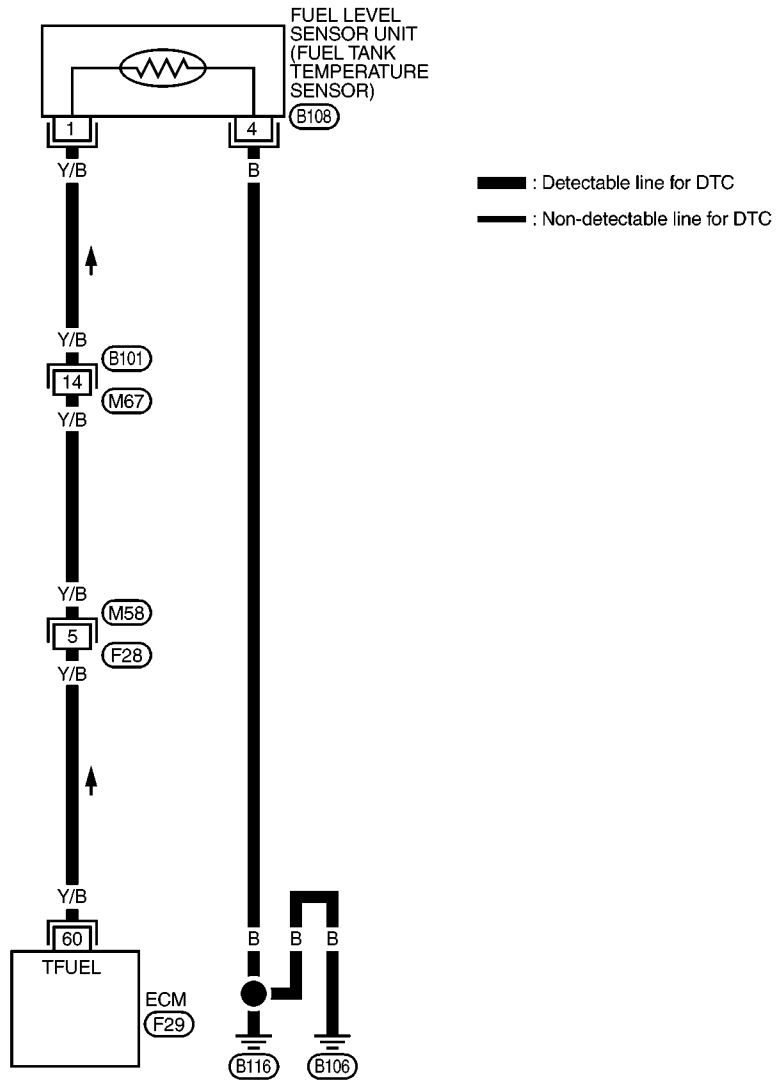 FUEL LEVEL
SENSOR UNIT
(FUEL TANK
TEMPERATURE
SENSOR)
B108
1
4
Y/B
B
: Detectable line for DTC
: Non-detectable line for DTC
Y/B
B101
14
M67
Y/B
Y/B
M58
5
F28
Y/B
Y/B
60
TFUEL
ECM
F29
B
B
B
B116
B106